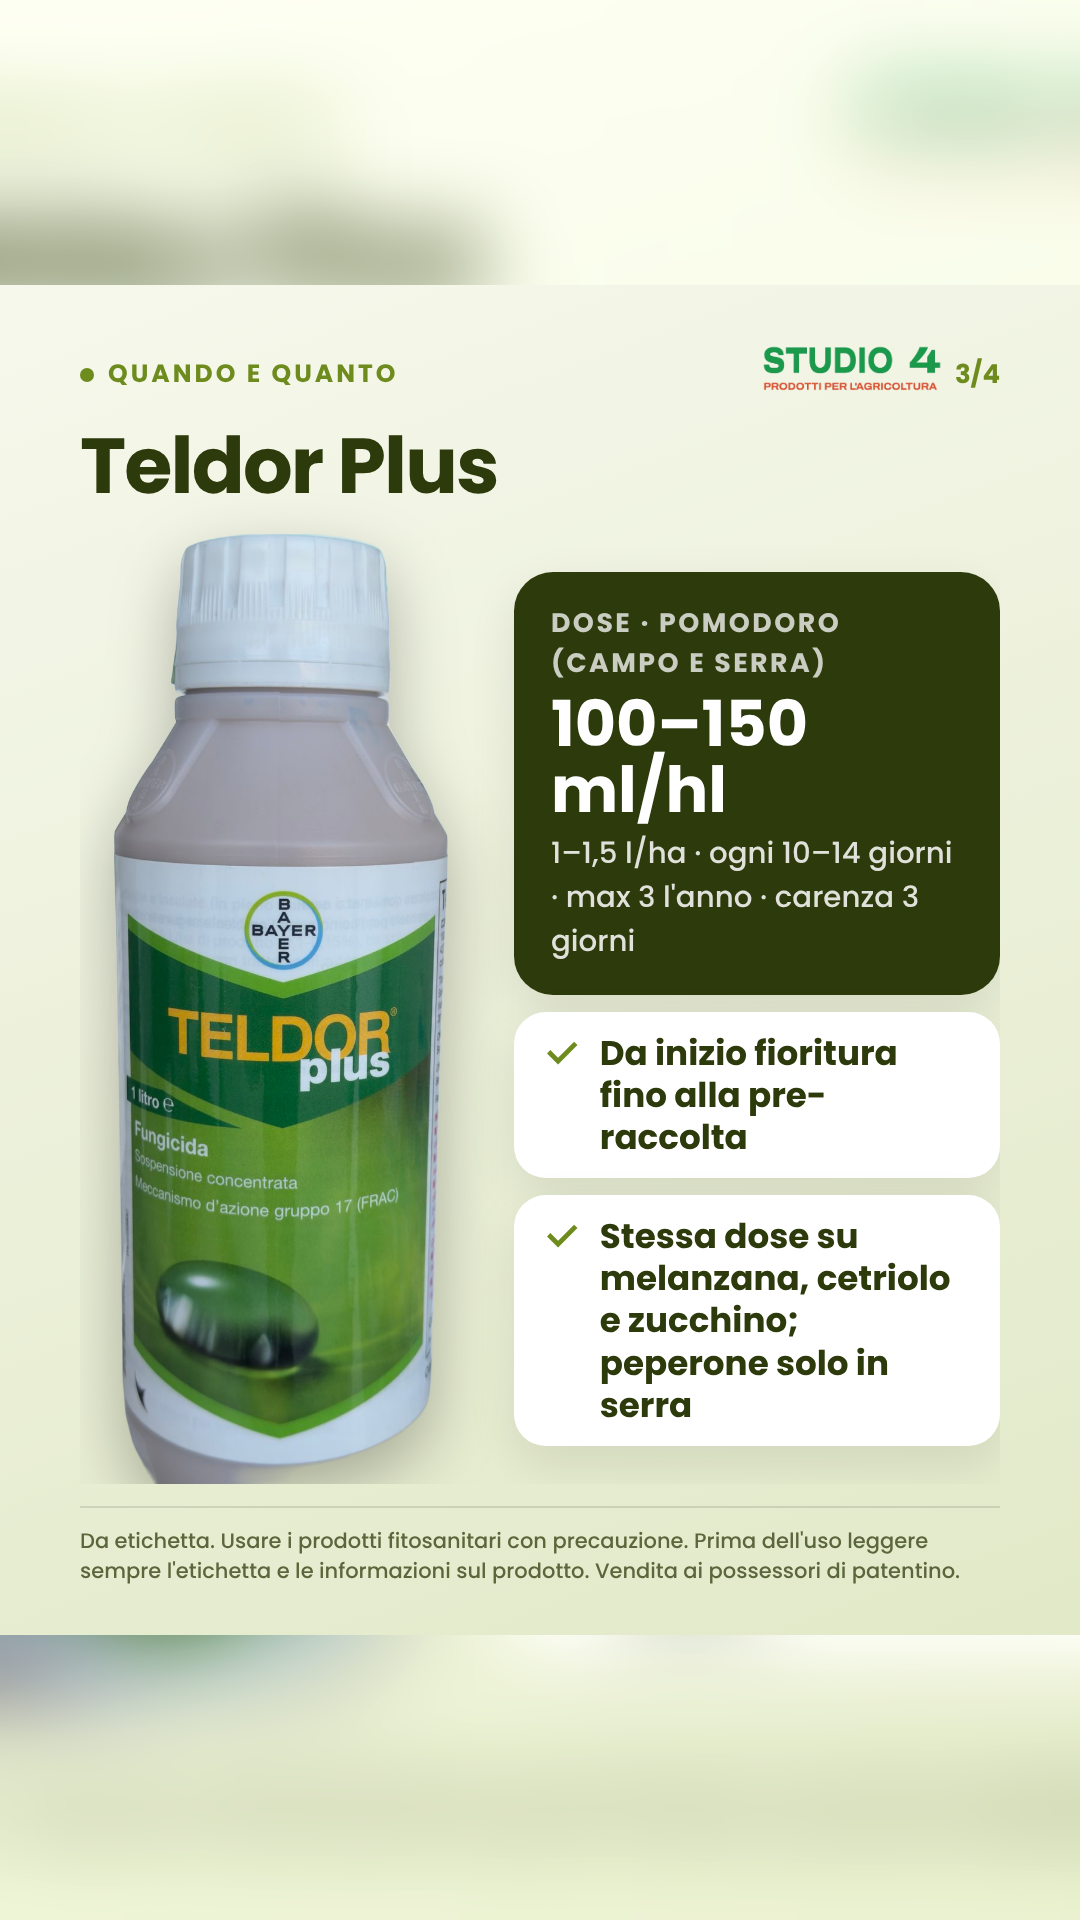 QUANDO E QUANTO
STUDIO 4
PRODOTTI PER L'AGRICOLTURA
3/4
Teldor Plus
DOSE · POMODORO
(CAMPO E SERRA)
100–150
ml/hl
1–1,5 l/ha · ogni 10–14 giorni
· max 3 l'anno · carenza 3
giorni
Da inizio fioritura
fino alla pre-
raccolta
Stessa dose su
melanzana, cetriolo
e zucchino;
peperone solo in
serra
BAYER
BAYER
TELDOR®
plus
1 litro ℮
Fungicida
Sospensione concentrata
Meccanismo d'azione gruppo 17 (FRAC)
Da etichetta. Usare i prodotti fitosanitari con precauzione. Prima dell'uso leggere
sempre l'etichetta e le informazioni sul prodotto. Vendita ai possessori di patentino.